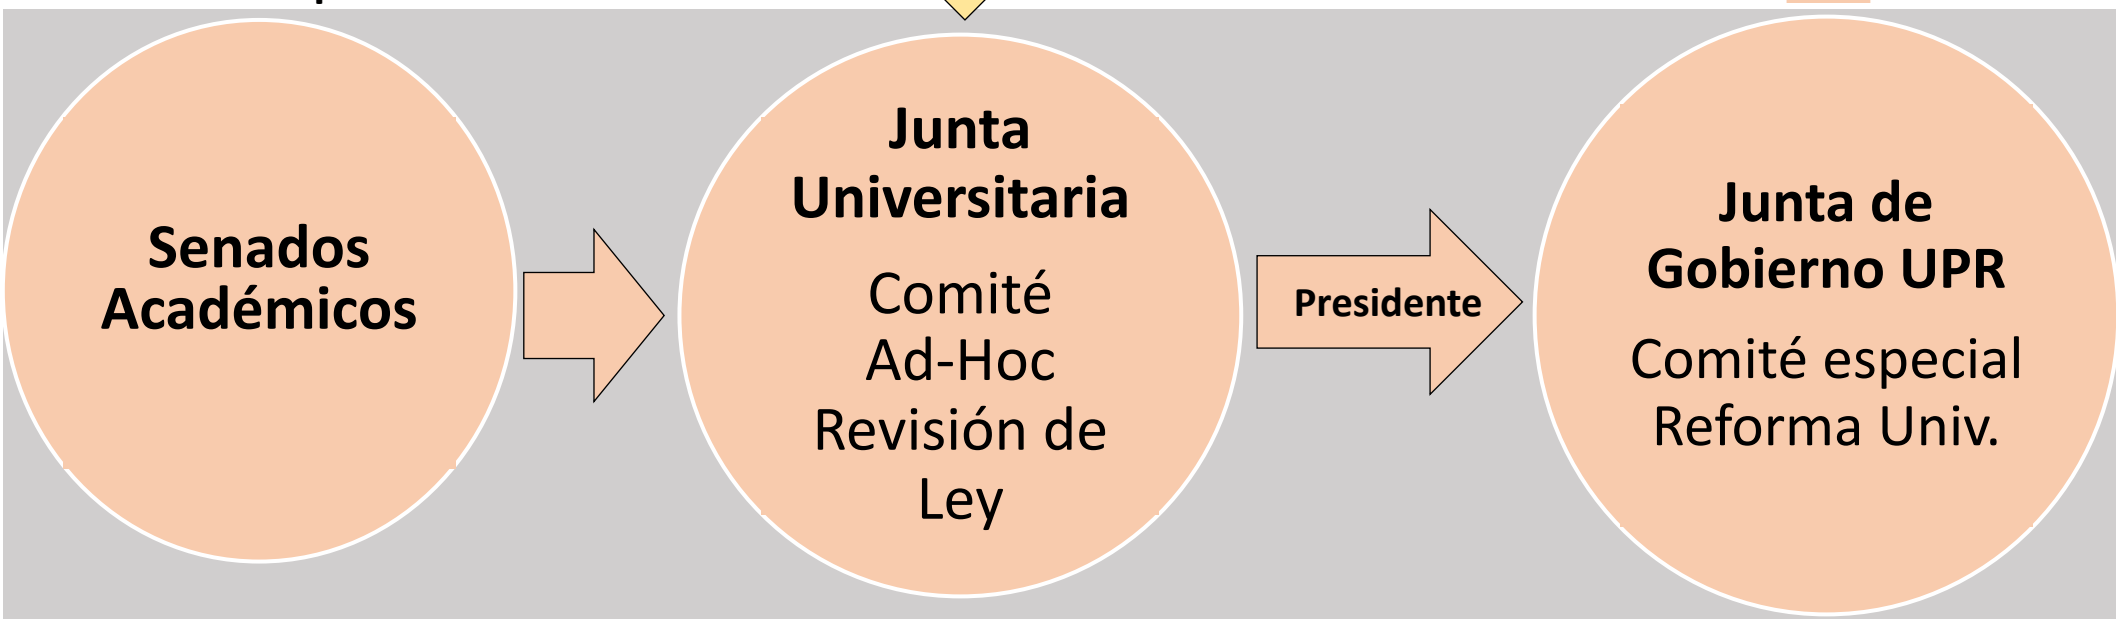 Senados
Académicos
Junta
Universitaria
Comité
Ad-Hoc
Revisión de
Ley
Presidente
Junta de
Gobierno UPR
Comité especial
Reforma Univ.